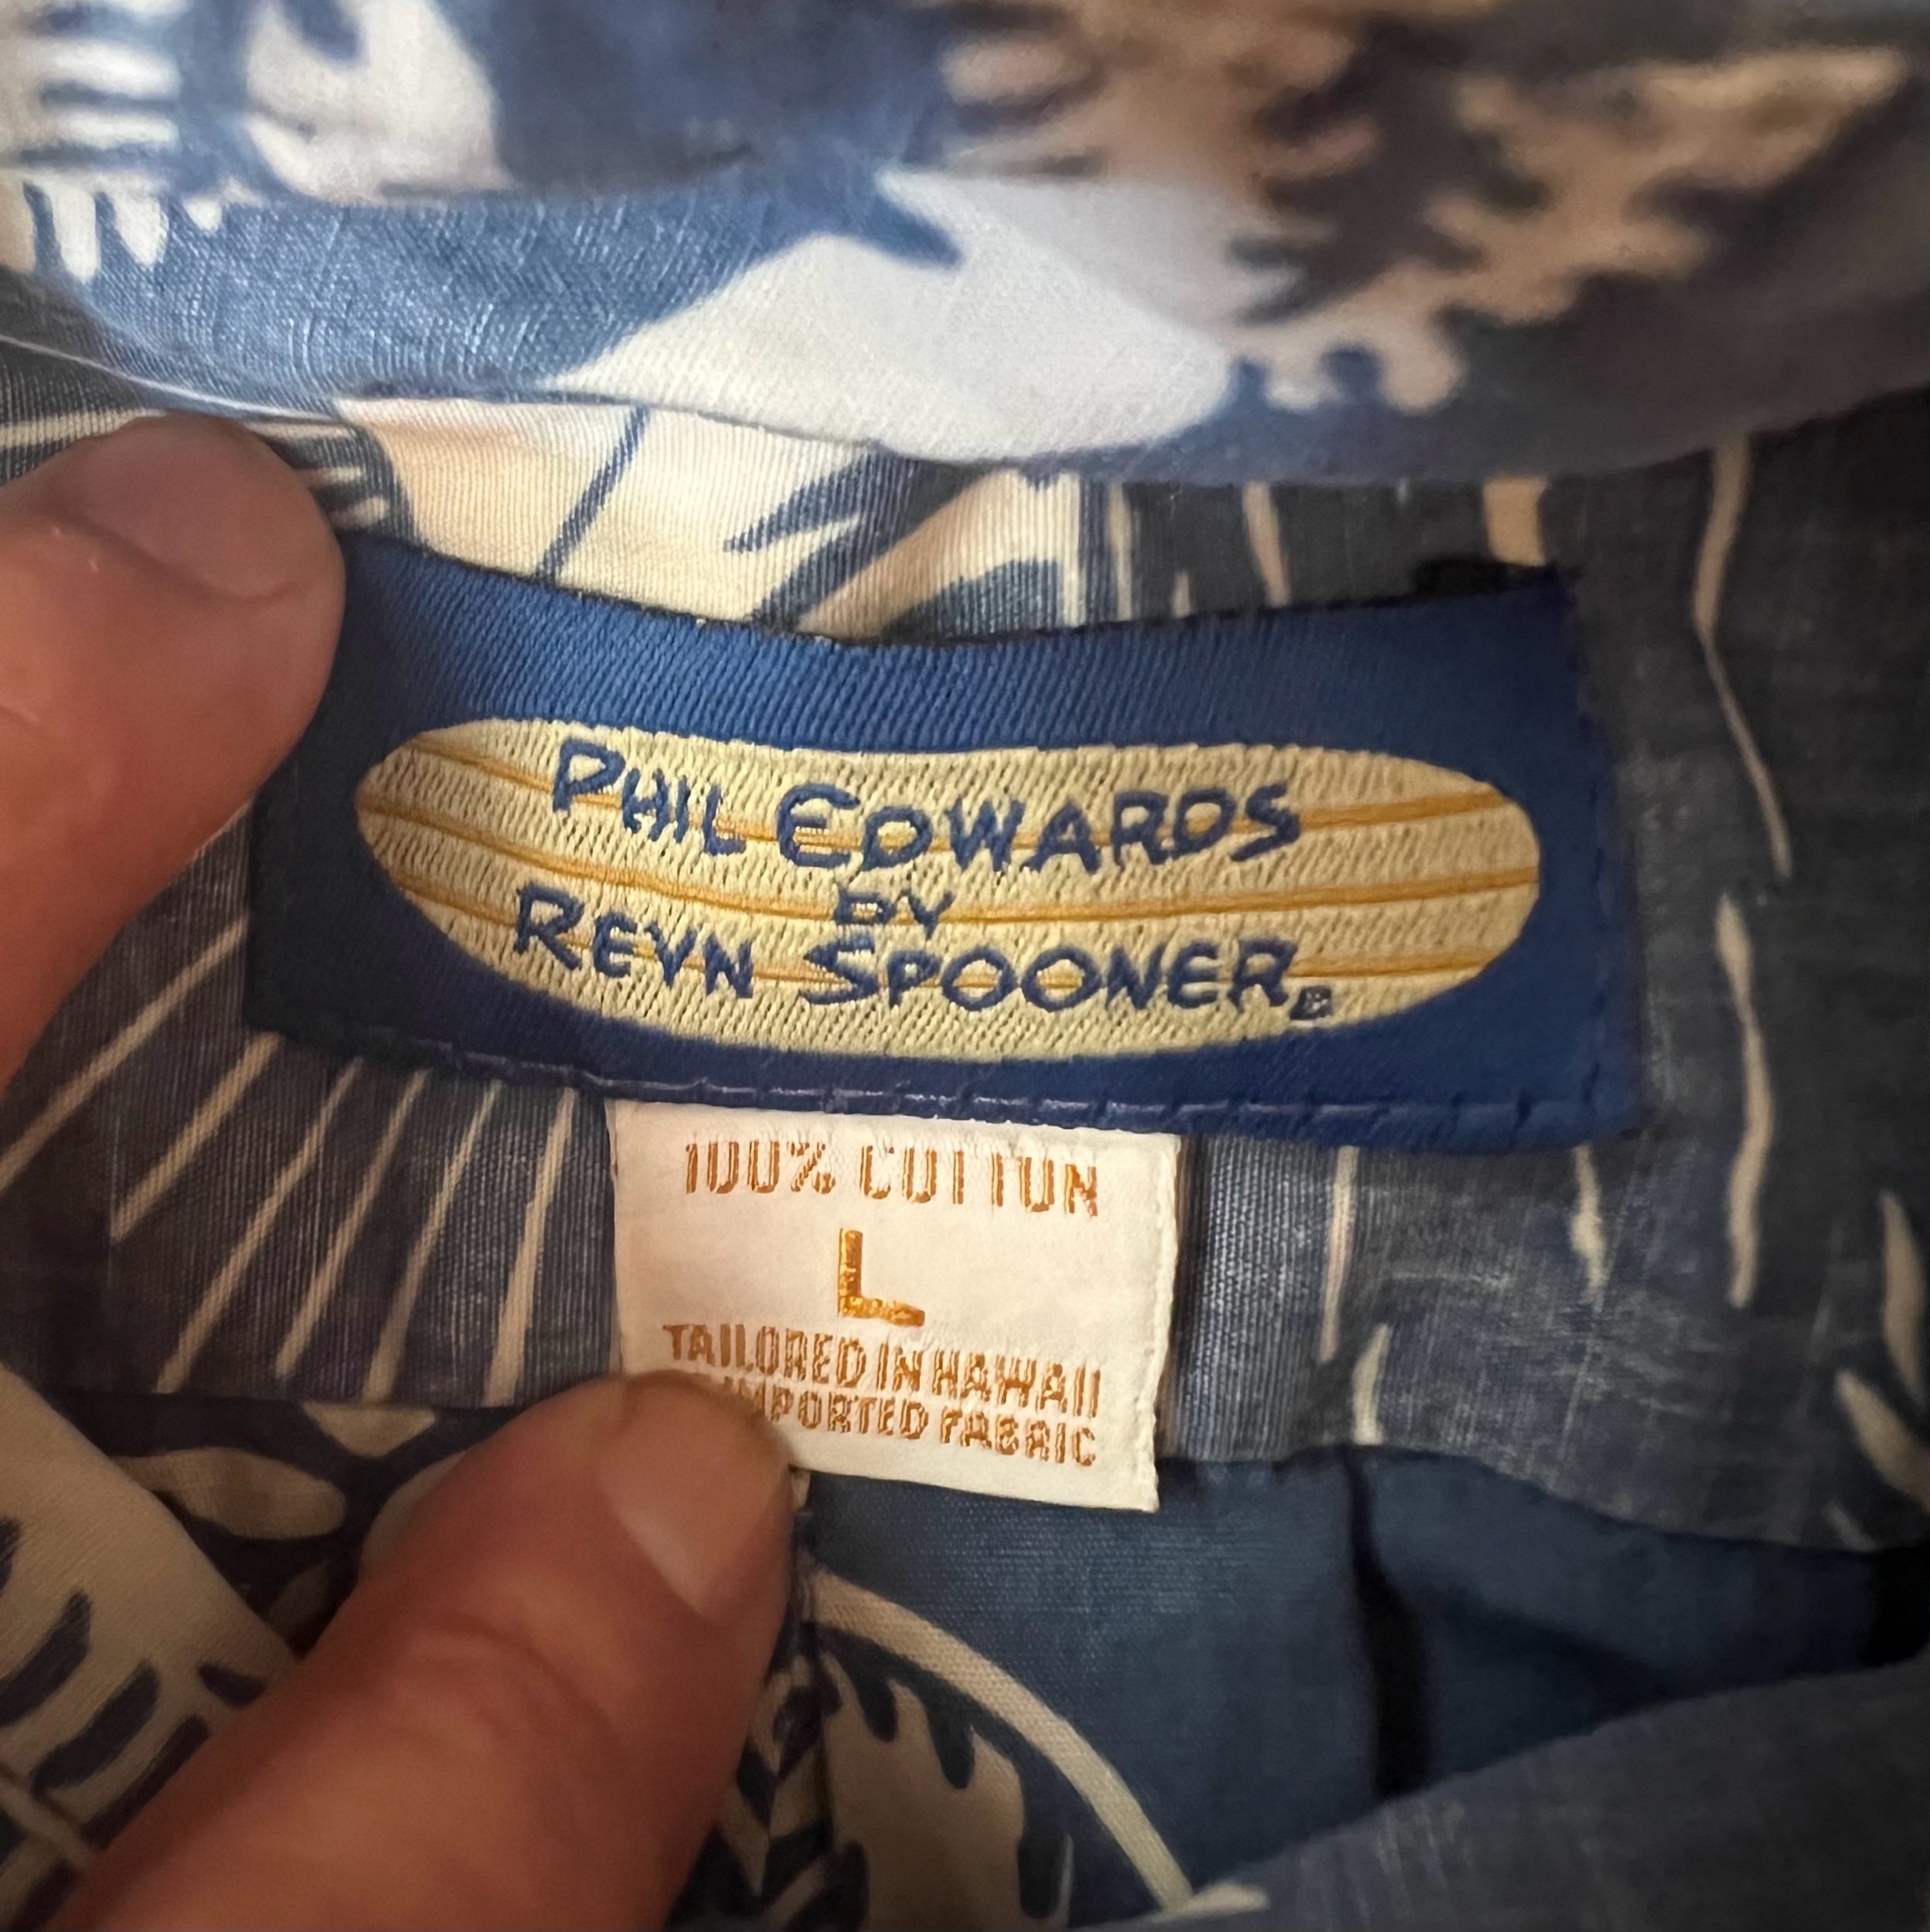 PHIL EDWARDS
BY
REYN SPOONER®
100% COTTON
L
TAILORED IN HAWAII
IMPORTED FABRIC